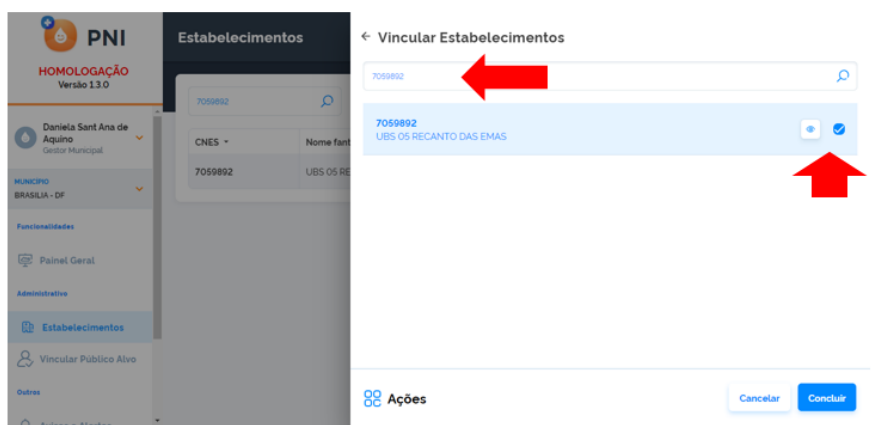 PNI
HOMOLOGAÇÃO
Versão 1.3.0
Daniela Sant Ana de
Aquino
Gestor Municipal
MUNICÍPIO
BRASILIA - DF
Funcionalidades
Painel Geral
Administrativo
Estabelecimentos
Vincular Público Alvo
Outros
Avisos e Alertas
Estabelecimentos
7059892
CNES
Nome fant
7059892
UBS 05 RE
Vincular Estabelecimentos
7059892
7059892
UBS 05 RECANTO DAS EMAS
Ações
Cancelar
Concluir